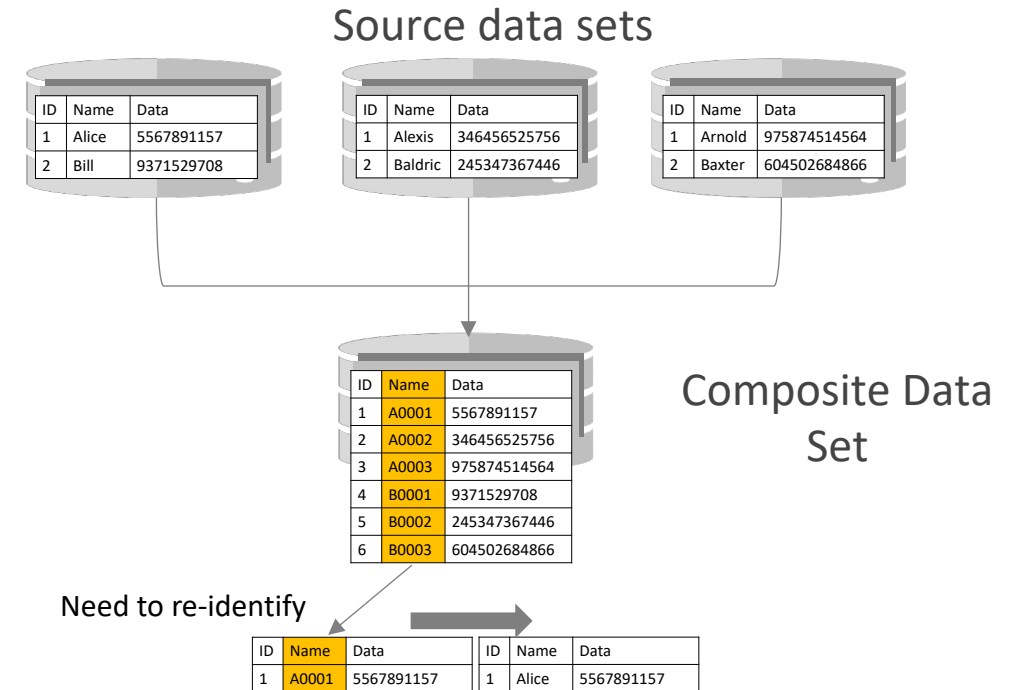 Source data sets
ID Name Data
1 Alice 5567891157
2 Bill 9371529708
ID Name Data
1 Alexis 346456525756
2 Baldric 245347367446
ID Name Data
1 Arnold 975874514564
2 Baxter 604502684866
ID Name Data
1 A0001 5567891157
2 A0002 346456525756
3 A0003 975874514564
4 B0001 9371529708
5 B0002 245347367446
6 B0003 604502684866
Composite Data
Set
Need to re-identify
ID Name Data
1 A0001 5567891157
ID Name Data
1 Alice 5567891157